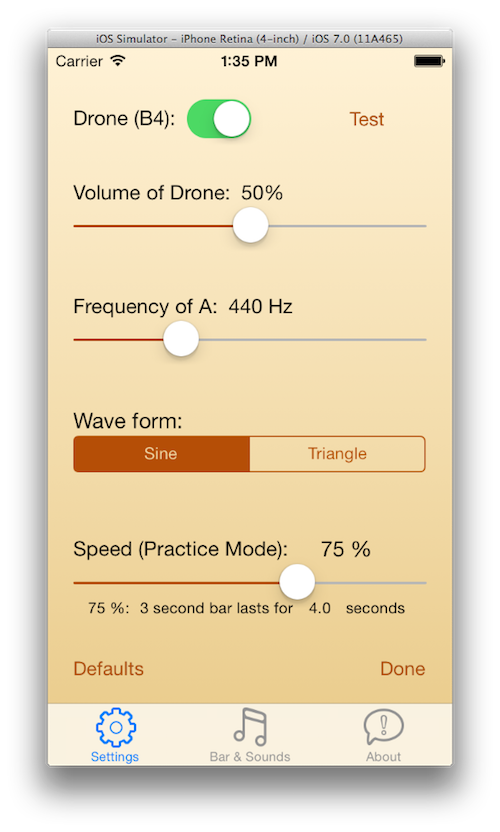 iOS Simulator – iPhone Retina (4-inch) / iOS 7.0 (11A465)
Carrier 1:35 PM
Drone (B4): Test
Volume of Drone: 50%
Frequency of A: 440 Hz
Wave form:
Sine Triangle
Speed (Practice Mode): 75 %
75 %: 3 second bar lasts for 4.0 seconds
Defaults Done
Settings Bar & Sounds About